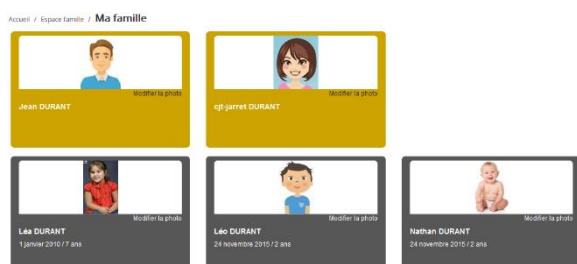 Accueil / Espace famille / Ma famille
Modifier la photo
Jean DURANT
Modifier la photo
cjt-jarret DURANT
Modifier la photo
Léa DURANT
1 janvier 2010 / 7 ans
Modifier la photo
Léo DURANT
24 novembre 2015 / 2 ans
Modifier la photo
Nathan DURANT
24 novembre 2015 / 2 ans